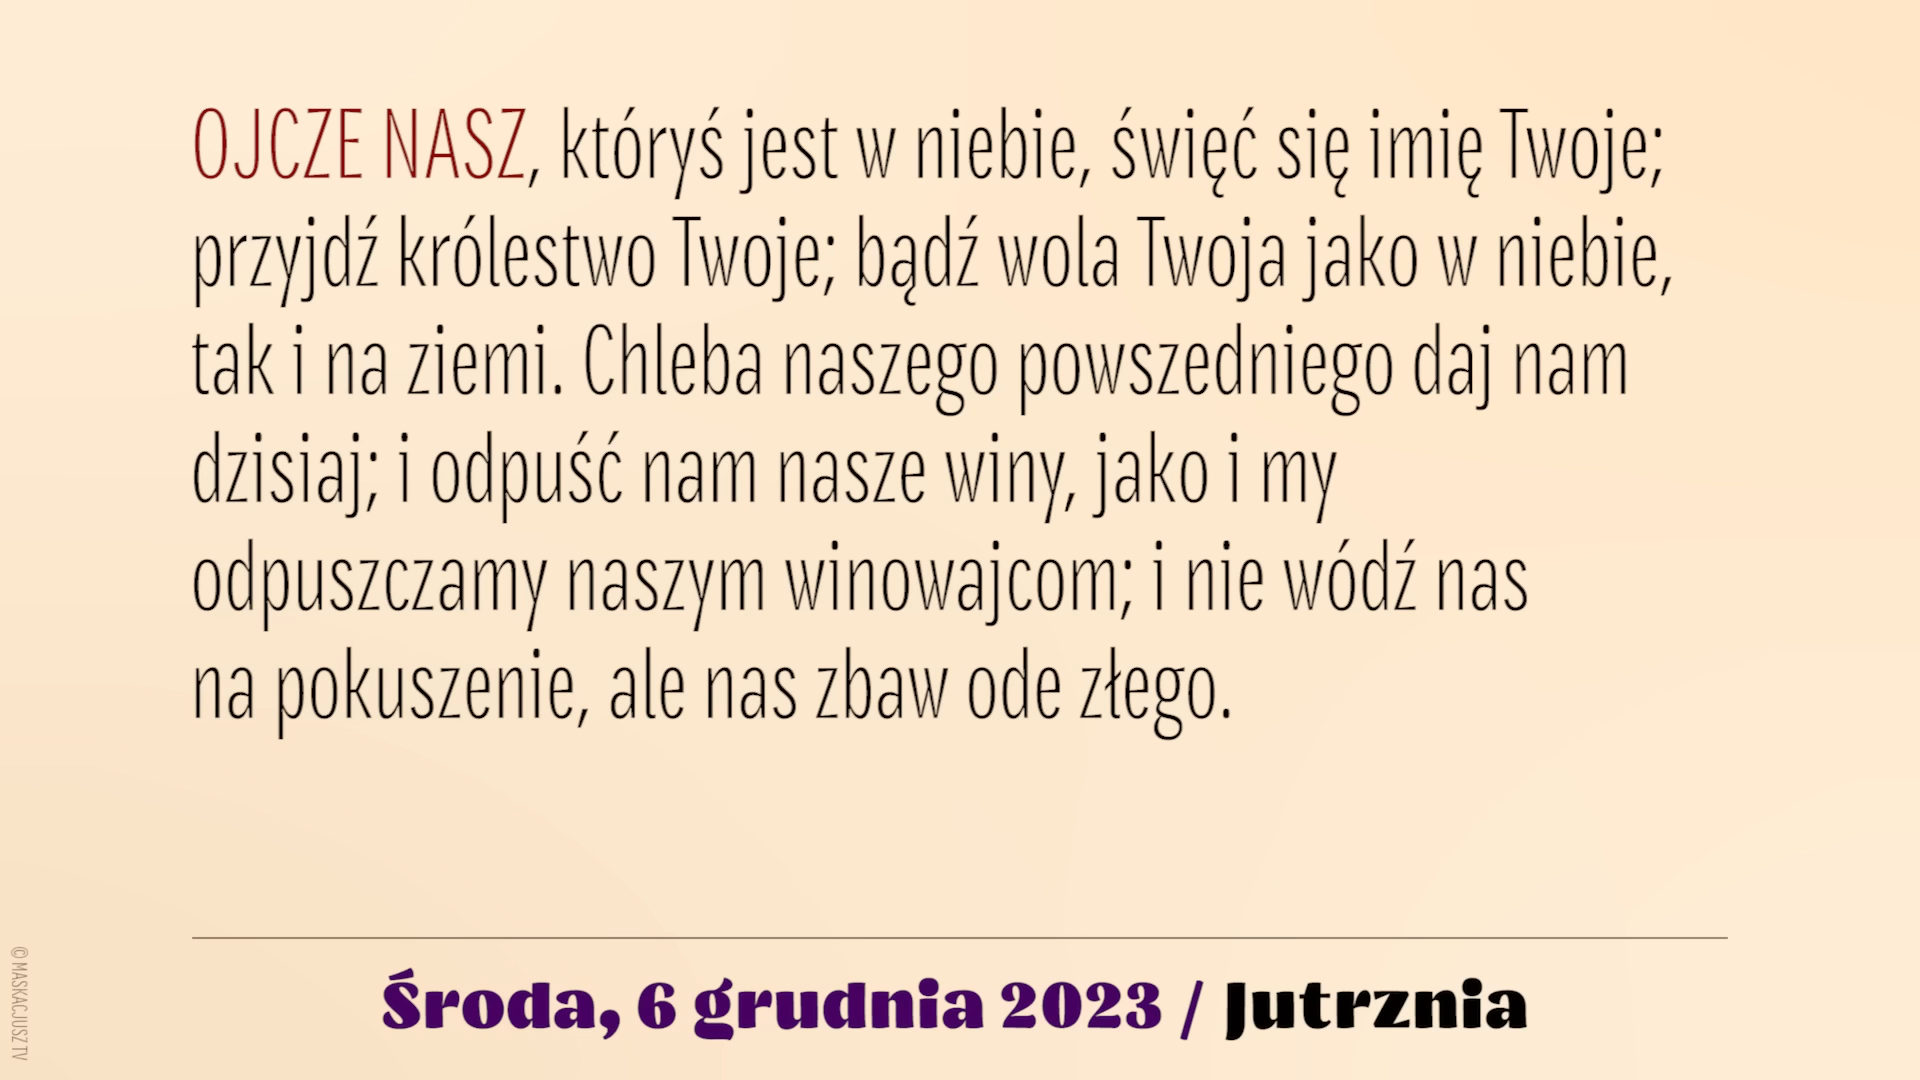 OJCZE NASZ, któryś jest w niebie, święć się imię Twoje;
przyjdź królestwo Twoje; bądź wola Twoja jako w niebie,
tak i na ziemi. Chleba naszego powszedniego daj nam
dzisiaj; i odpuść nam nasze winy, jako i my
odpuszczamy naszym winowajcom; i nie wódź nas
na pokuszenie, ale nas zbaw ode złego.
Środa, 6 grudnia 2023 / Jutrznia
© MASKACJUSZ TV